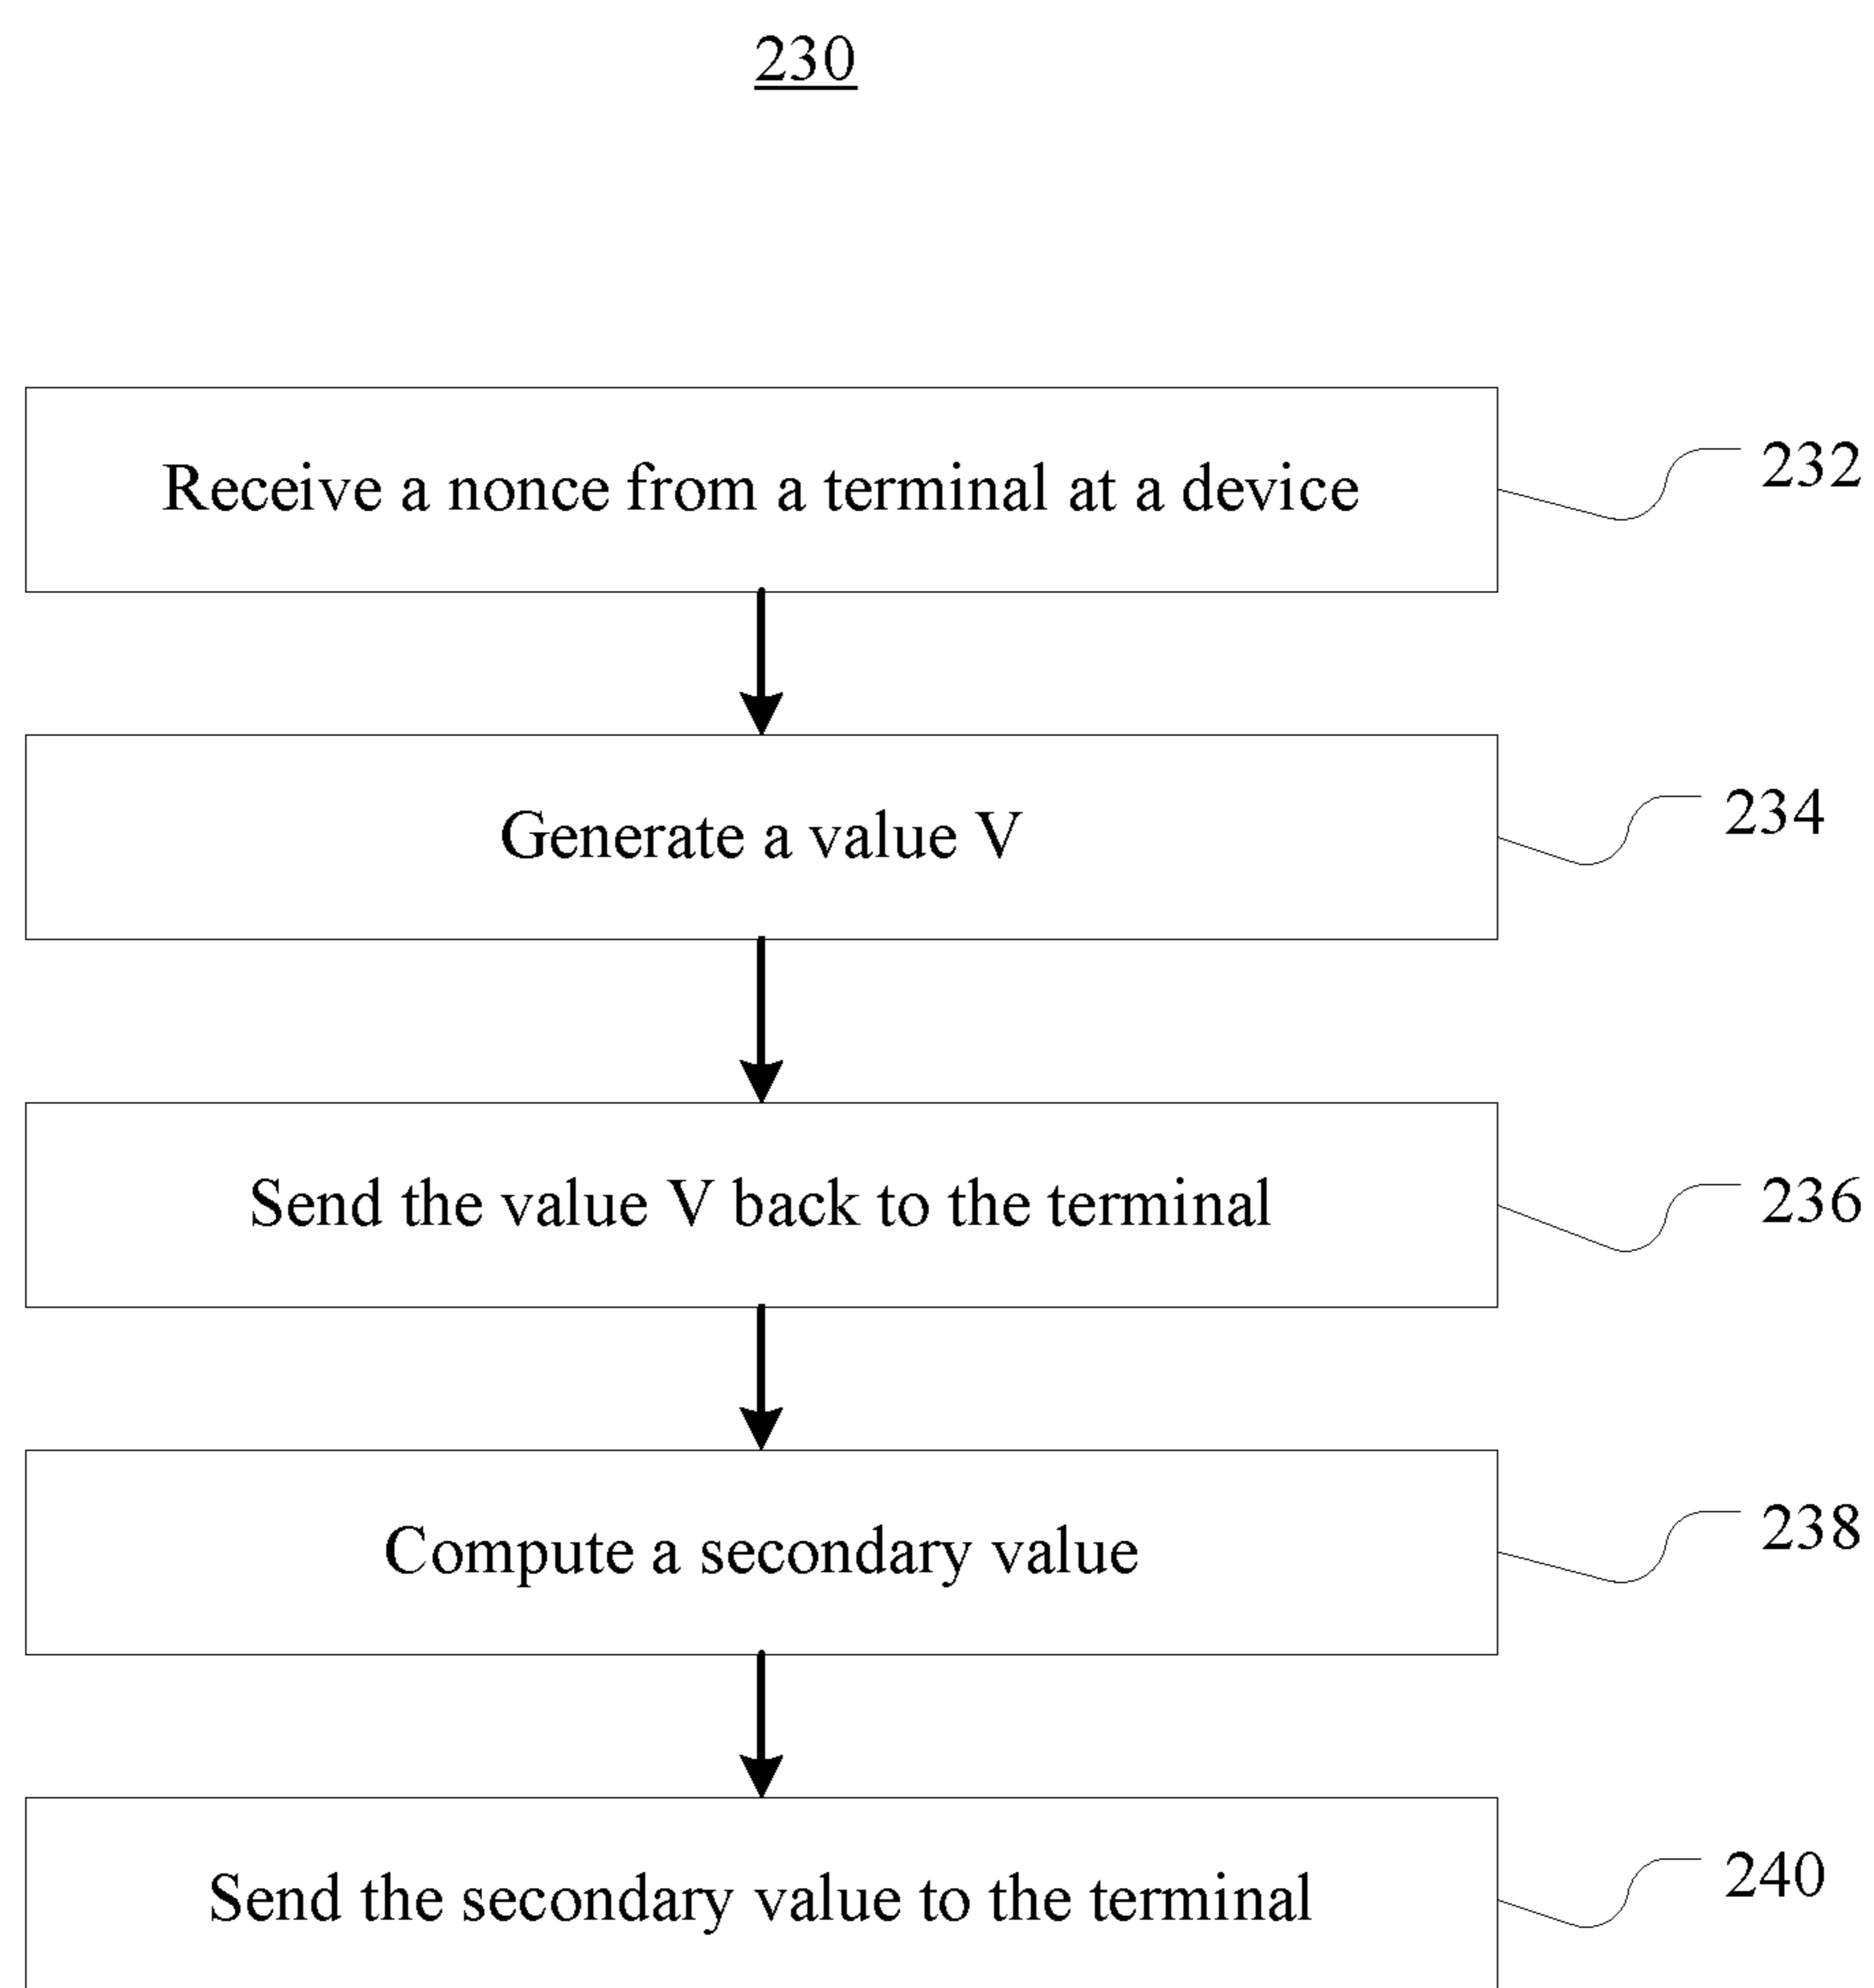 230
Receive a nonce from a terminal at a device
232
Generate a value V
234
Send the value V back to the terminal
236
Compute a secondary value
238
Send the secondary value to the terminal
240